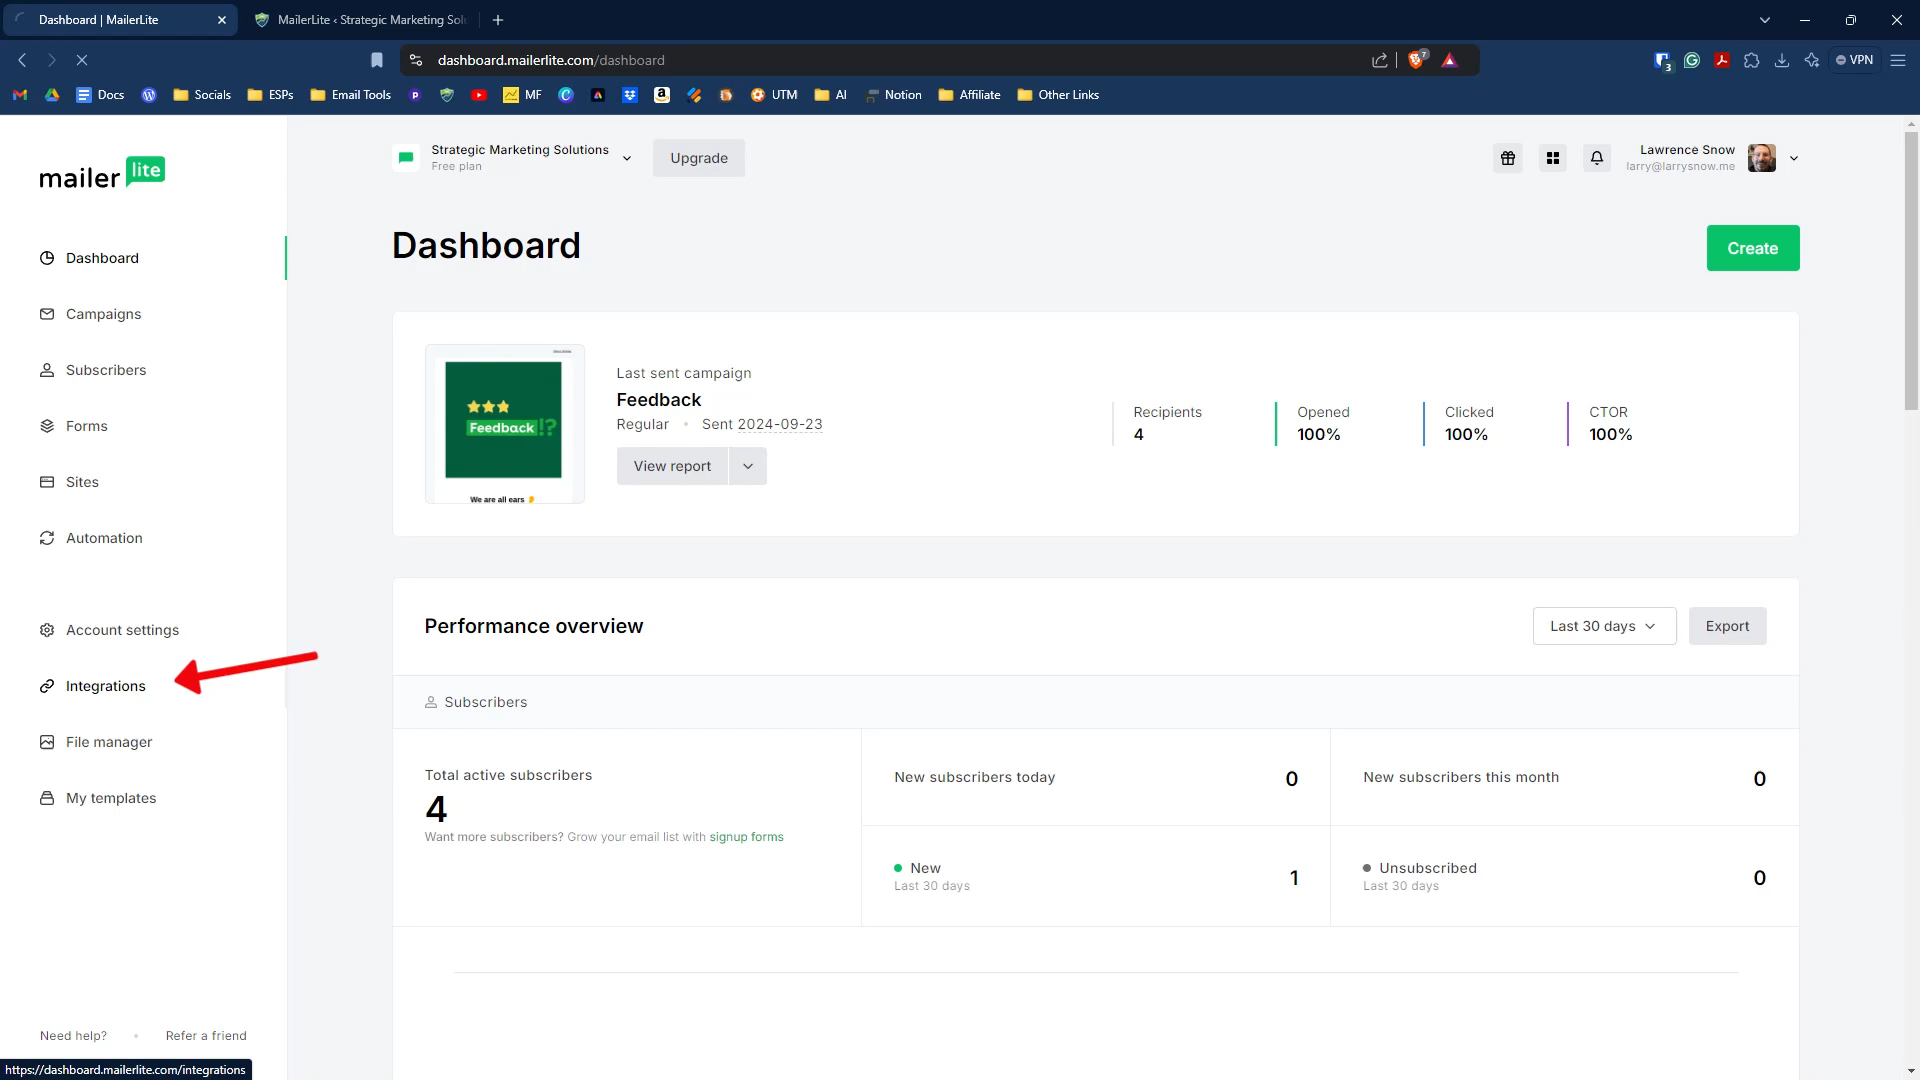 Dashboard | MailerLite
MailerLite ‹ Strategic Marketing Solu
dashboard.mailerlite.com/dashboard
7
3
VPN
Docs
Socials
ESPs
Email Tools
MF
UTM
AI
Notion
Affiliate
Other Links
mailer lite
Strategic Marketing Solutions
Free plan
Upgrade
Lawrence Snow
larry@larrysnow.me
Dashboard
Campaigns
Subscribers
Forms
Sites
Automation
Account settings
Integrations
File manager
My templates
Need help?
Refer a friend
https://dashboard.mailerlite.com/integrations
Dashboard
Create
Feedback!?
We are all ears
Last sent campaign
Feedback
Regular • Sent 2024-09-23
View report
Recipients
4
Opened
100%
Clicked
100%
CTOR
100%
Performance overview
Last 30 days
Export
Subscribers
Total active subscribers
4
Want more subscribers? Grow your email list with signup forms
New subscribers today
0
New subscribers this month
0
New
Last 30 days
1
Unsubscribed
Last 30 days
0